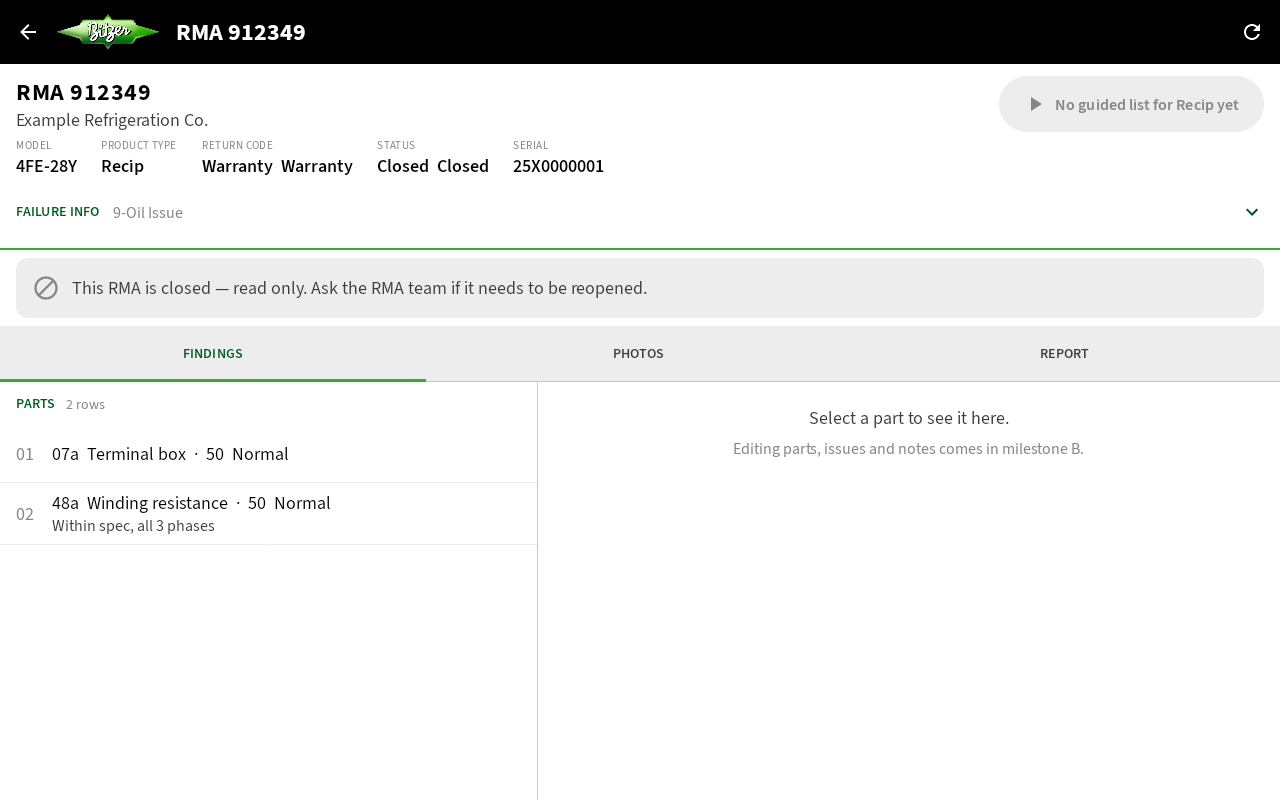 Bitzer RMA 912349
RMA 912349
Example Refrigeration Co.
No guided list for Recip yet
MODEL PRODUCT TYPE RETURN CODE STATUS SERIAL
4FE-28Y Recip Warranty Warranty Closed Closed 25X0000001
FAILURE INFO 9-Oil Issue
This RMA is closed — read only. Ask the RMA team if it needs to be reopened.
FINDINGS PHOTOS REPORT
PARTS 2 rows
01 07a Terminal box · 50 Normal
02 48a Winding resistance · 50 Normal
Within spec, all 3 phases
Select a part to see it here.
Editing parts, issues and notes comes in milestone B.